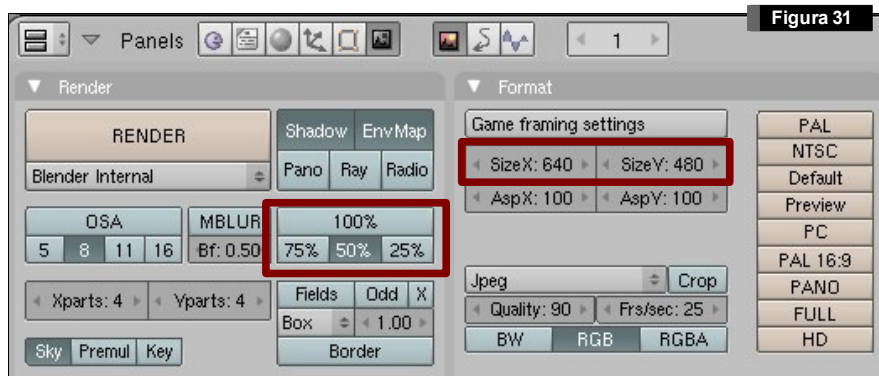 Figura 31
Panels
1
Render
Format
RENDER
Blender Internal
Shadow EnvMap
Pano Ray Radio
OSA
5 8 11 16
MBLUR
Bf: 0.50
100%
75% 50% 25%
Xparts: 4 Yparts: 4
Fields Odd X
Box 1.00
Sky Premul Key
Border
Game framing settings
SizeX: 640 SizeY: 480
AspX: 100 AspY: 100
Jpeg Crop
Quality: 90 Frs/sec: 25
BW RGB RGBA
PAL
NTSC
Default
Preview
PC
PAL 16:9
PANO
FULL
HD